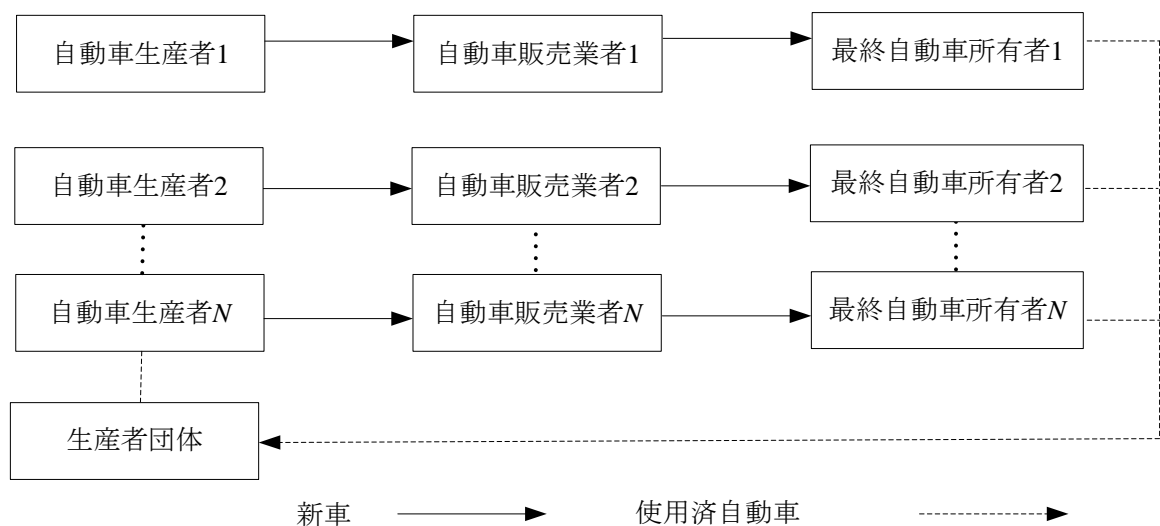 自動車生産者1
自動車販売業者1
最終自動車所有者1
自動車生産者2
自動車販売業者2
最終自動車所有者2
自動車生産者N
自動車販売業者N
最終自動車所有者N
生産者団体
新車
使用済自動車